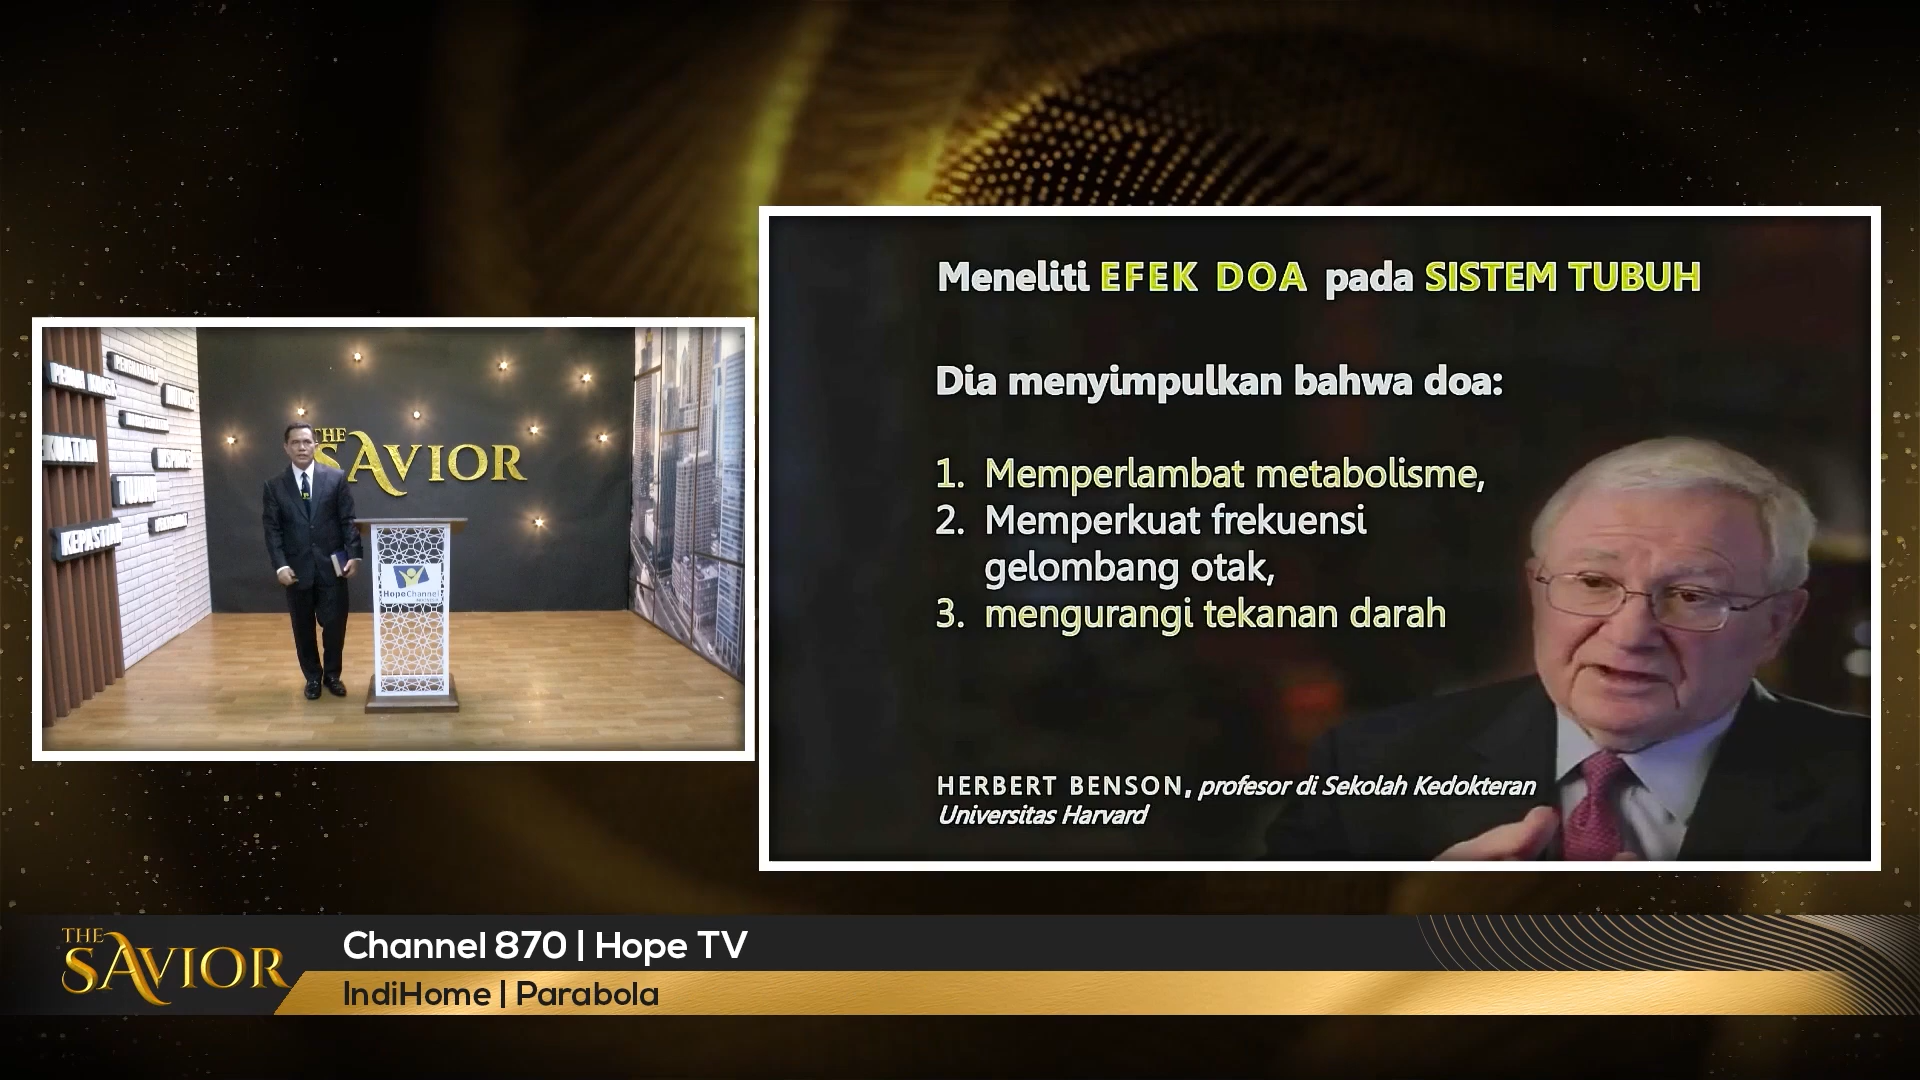 Meneliti EFEK DOA pada SISTEM TUBUH
Dia menyimpulkan bahwa doa:
1. Memperlambat metabolisme,
2. Memperkuat frekuensi
gelombang otak,
3. mengurangi tekanan darah
HERBERT BENSON, profesor di Sekolah Kedokteran
Universitas Harvard
THE
SAVIOR
KEPASTIAN
HopeChannel
THE
SAVIOR
Channel 870 | Hope TV
IndiHome | Parabola